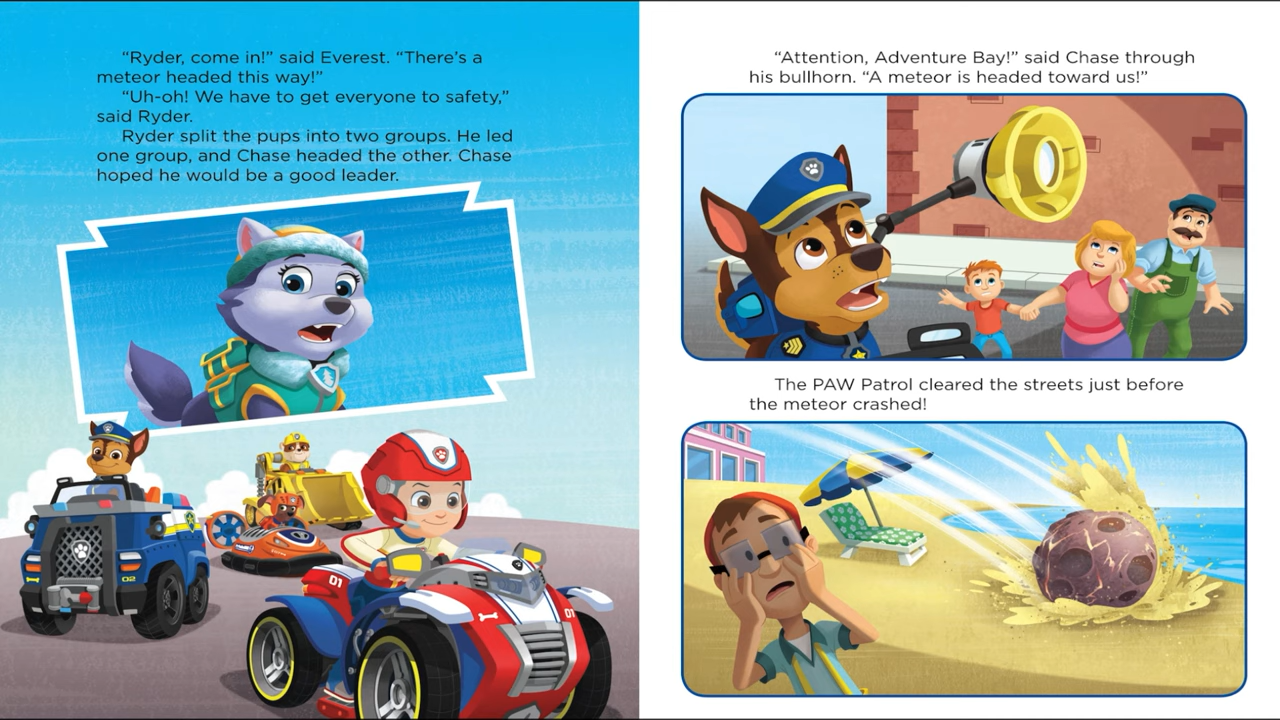 “Ryder, come in!” said Everest. “There’s a
meteor headed this way!”
“Uh-oh! We have to get everyone to safety,”
said Ryder.
Ryder split the pups into two groups. He led
one group, and Chase headed the other. Chase
hoped he would be a good leader.
02
01
01
“Attention, Adventure Bay!” said Chase through
his bullhorn. “A meteor is headed toward us!”
The PAW Patrol cleared the streets just before
the meteor crashed!